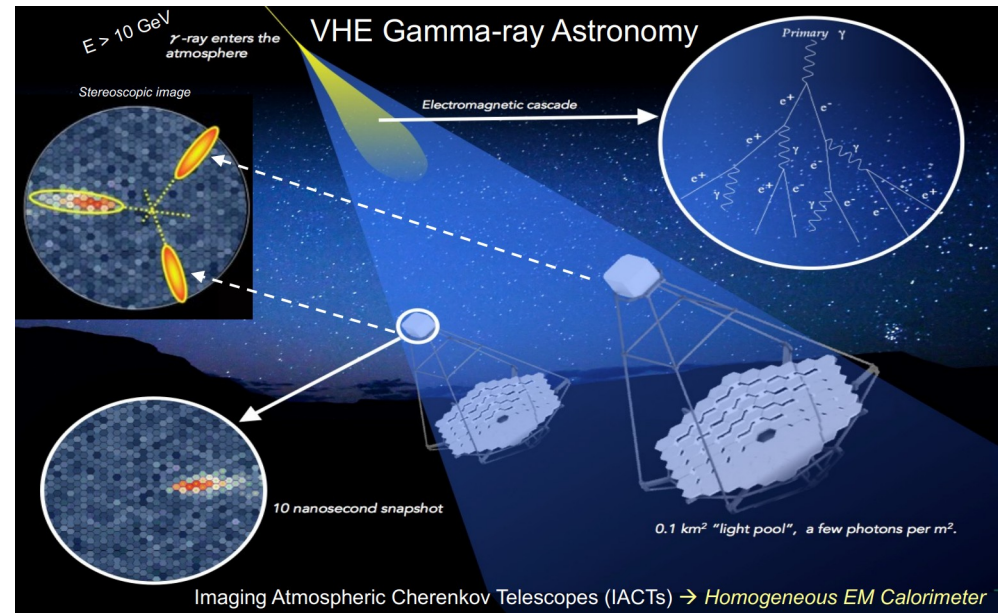 VHE Gamma-ray Astronomy
E > 10 GeV
γ-ray enters the
atmosphere
Stereoscopic image
Electromagnetic cascade
Primary γ
e⁺
e⁻
e⁺
γ
e⁻
γ
e⁺
γ
e⁺
e⁻
γ
e⁻
e⁻
e⁺
10 nanosecond snapshot
0.1 km² "light pool", a few photons per m².
Imaging Atmospheric Cherenkov Telescopes (IACTs) → Homogeneous EM Calorimeter